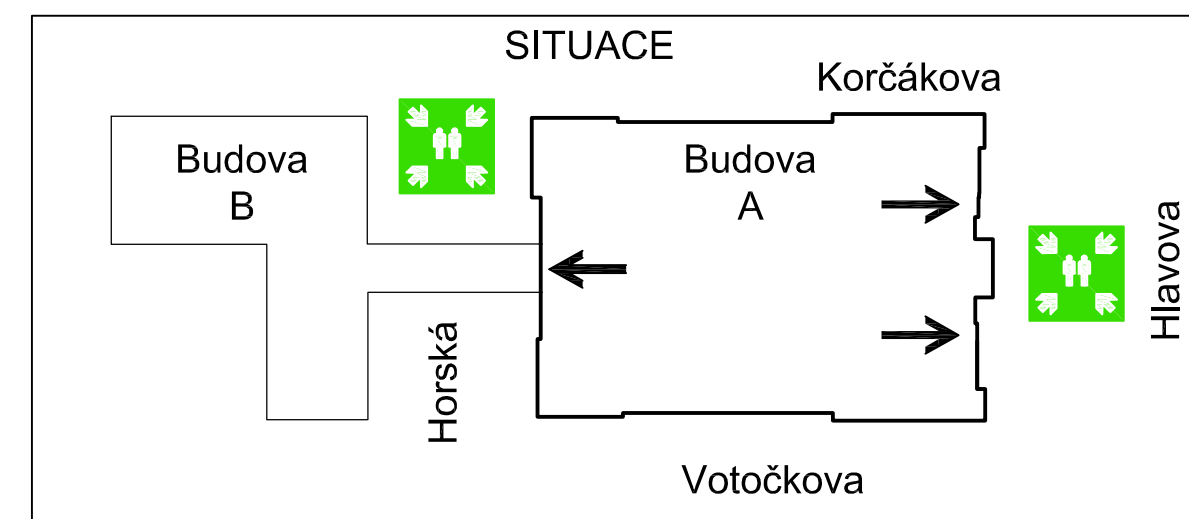 SITUACE
Korčákova
Budova
B
Budova
A
Hlavova
Horská
Votočkova